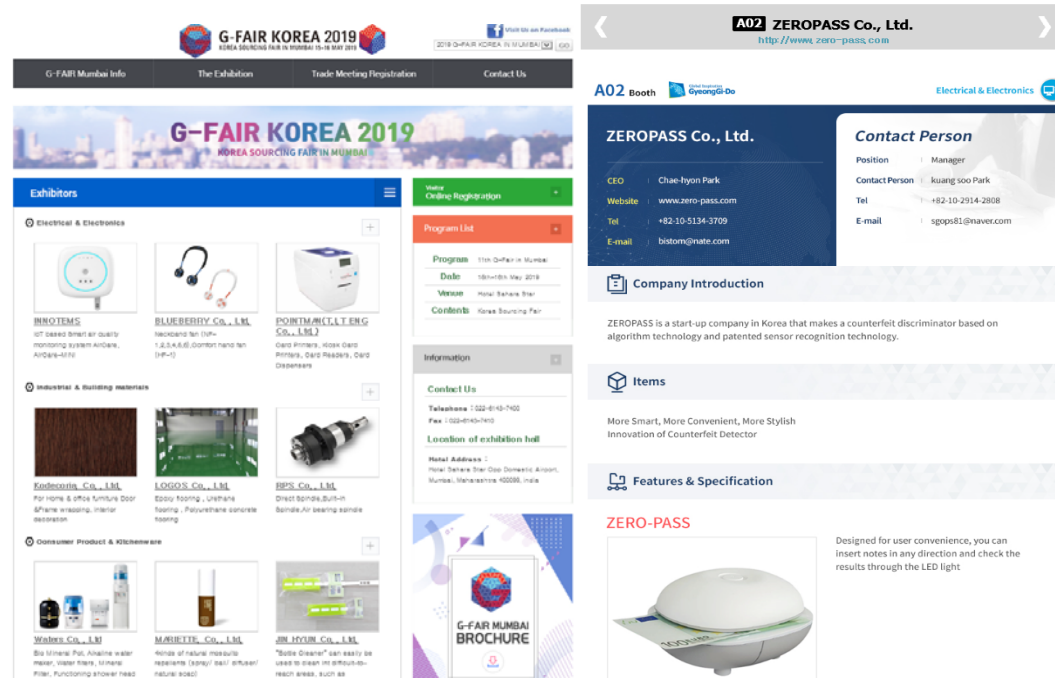 G-FAIR KOREA 2019
KOREA SOURCING FAIR IN MUMBAI 15-16 MAY 2019
Visit Us on Facebook
2019 G-FAIR KOREA IN MUMBAI
GO
G-FAIR Mumbai Info
The Exhibition
Trade Meeting Registration
Contact Us
G-FAIR KOREA 2019
KOREA SOURCING FAIR IN MUMBAI
Exhibitors
Electrical & Electronics
INNOTEMS
IoT based Smart air quality
monitoring system AirCare,
AirCare-MINI
BLUEBERRY Co., Ltd.
Neckband fan (NF-
1,2,3,4,5,6),Comfort hand fan
(HF-1)
POINTMAN(T.L.T ENG
Co., Ltd.)
Card Printers, Kiosk Card
Printers, Card Readers, Card
Dispensers
Industrial & Building materials
Kodecorin. Co., Ltd.
For Home & office furniture Door
&Frame wrapping, Interior
decoration
LOGOS Co., Ltd.
Epoxy flooring , Urethane
flooring , Polyurethane concrete
flooring
RPS Co., Ltd.
Direct Spindle,Built-in
Spindle,Air bearing spindle
Consumer Product & Kitchenware
Waters Co., Ltd
Bio Mineral Pot, Alkaline water
maker, Water filters, Mineral
Filter, Functioning shower head
MARIETTE. Co., Ltd.
4kinds of natural mosquito
repellents (spray/ ball/ diffuser/
natural soap)
JIN HYUN Co., Ltd.
"Bottle Cleaner" can easily be
used to clean int difficult-to-
reach areas, such as
Visitor
Online Registration
Program List
Program 11th G-Fair in Mumbai
Date 15th~16th May 2019
Venue Hotel Sahara Star
Contents Korea Sourcing Fair
Information
Contact Us
Telephone : 022-6143-7400
Fax : 022-6143-7410
Location of exhibition hall
Hotel Address :
Hotel Sahara Star Opp Domestic Airport,
Mumbai, Maharashtra 400099, India
G-FAIR MUMBAI
BROCHURE
A02 ZEROPASS Co., Ltd.
http://www.zero-pass.com
A02 Booth
Global Inspiration
GyeongGi-Do
Electrical & Electronics
ZEROPASS Co., Ltd.
CEO Chae-hyon Park
Website www.zero-pass.com
Tel +82-10-5134-3709
E-mail bistom@nate.com
Contact Person
Position Manager
Contact Person kuang soo Park
Tel +82-10-2914-2808
E-mail sgops81@naver.com
Company Introduction
ZEROPASS is a start-up company in Korea that makes a counterfeit discriminator based on
algorithm technology and patented sensor recognition technology.
Items
More Smart, More Convenient, More Stylish
Innovation of Counterfeit Detector
Features & Specification
ZERO-PASS
Designed for user convenience, you can
insert notes in any direction and check the
results through the LED light
100